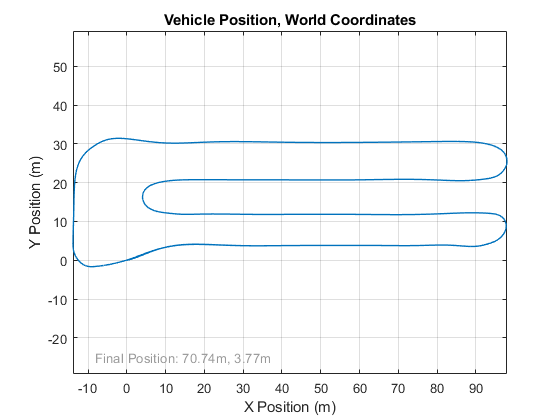 Vehicle Position, World Coordinates
50
40
30
20
10
0
-10
-20
Y Position (m)
Final Position: 70.74m, 3.77m
-10 0 10 20 30 40 50 60 70 80 90
X Position (m)